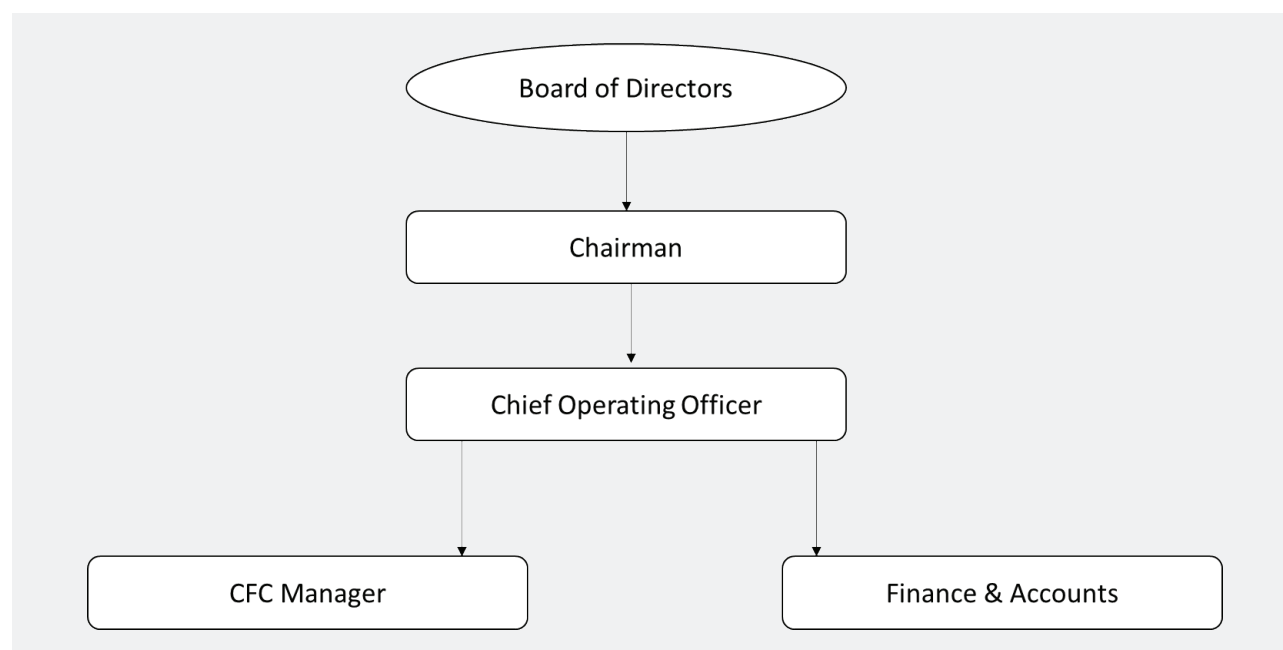 Board of Directors
Chairman
Chief Operating Officer
CFC Manager
Finance & Accounts